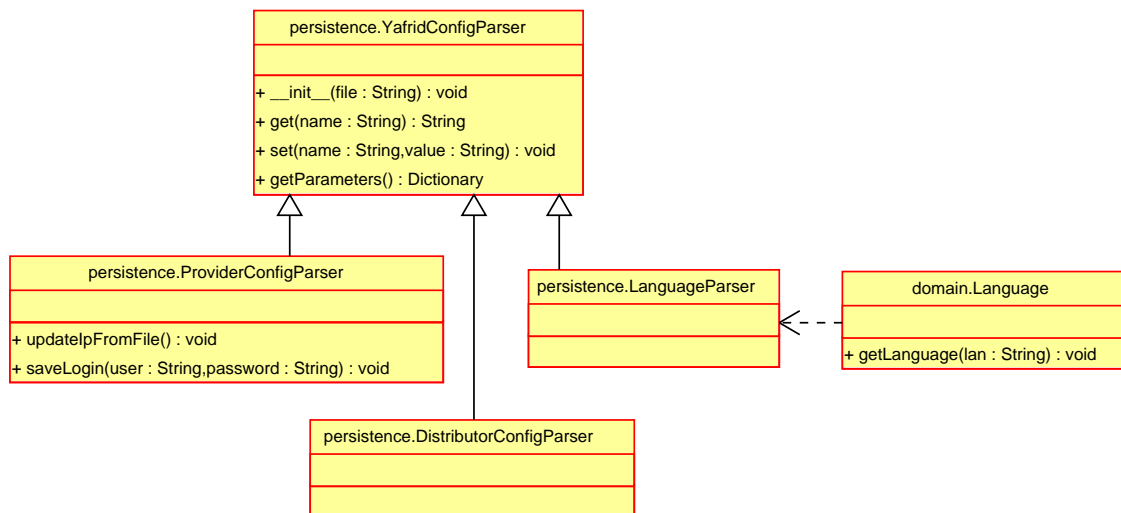 persistence.YafridConfigParser
+ __init__(file : String) : void
+ get(name : String) : String
+ set(name : String,value : String) : void
+ getParameters() : Dictionary
persistence.ProviderConfigParser
+ updateIpFromFile() : void
+ saveLogin(user : String,password : String) : void
persistence.LanguageParser
domain.Language
+ getLanguage(lan : String) : void
persistence.DistributorConfigParser